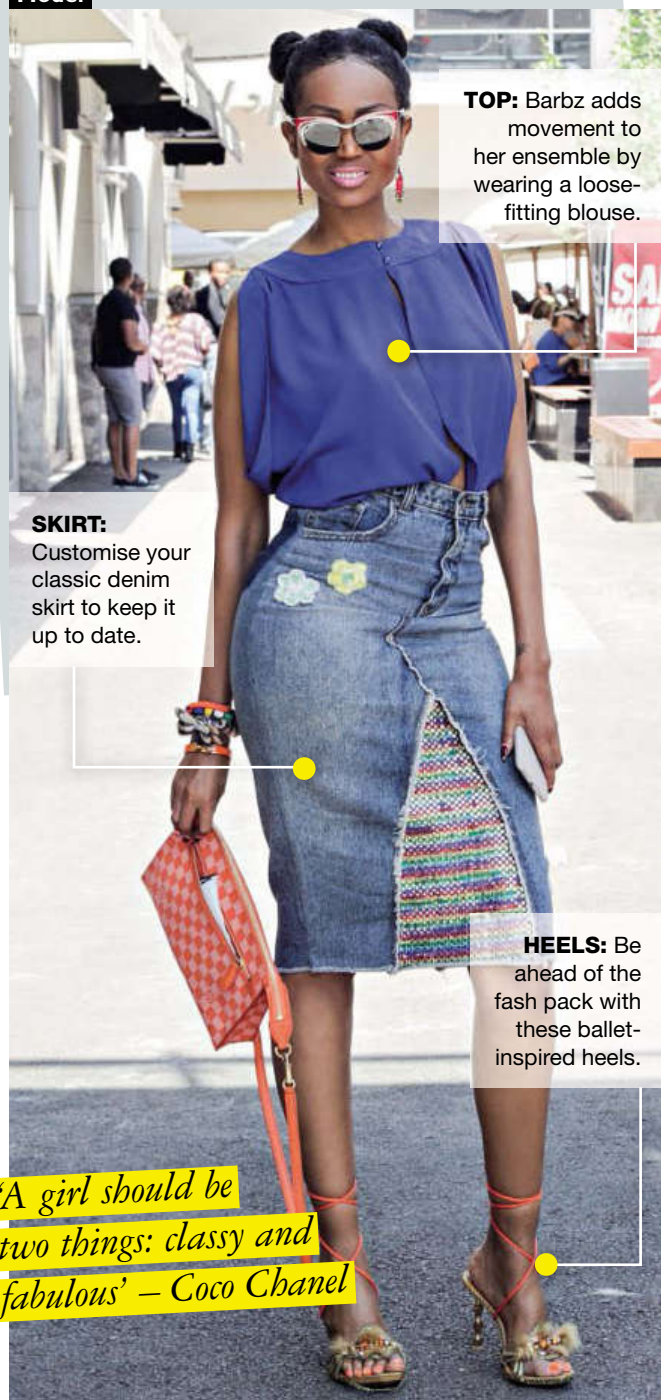 Model
TOP: Barbz adds
movement to
her ensemble by
wearing a loose-
fitting blouse.
SKIRT:
Customise your
classic denim
skirt to keep it
up to date.
HEELS: Be
ahead of the
fash pack with
these ballet-
inspired heels.
‘A girl should be
two things: classy and
fabulous’ – Coco Chanel